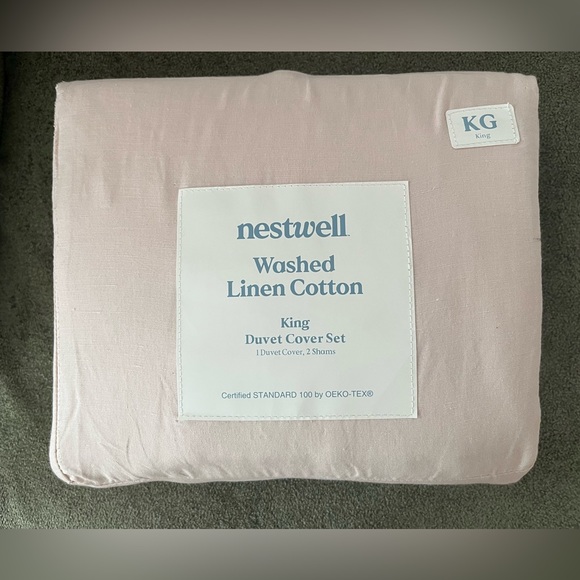 KG
King
nestwell
Washed
Linen Cotton
King
Duvet Cover Set
1 Duvet Cover, 2 Shams
Certified STANDARD 100 by OEKO-TEX®